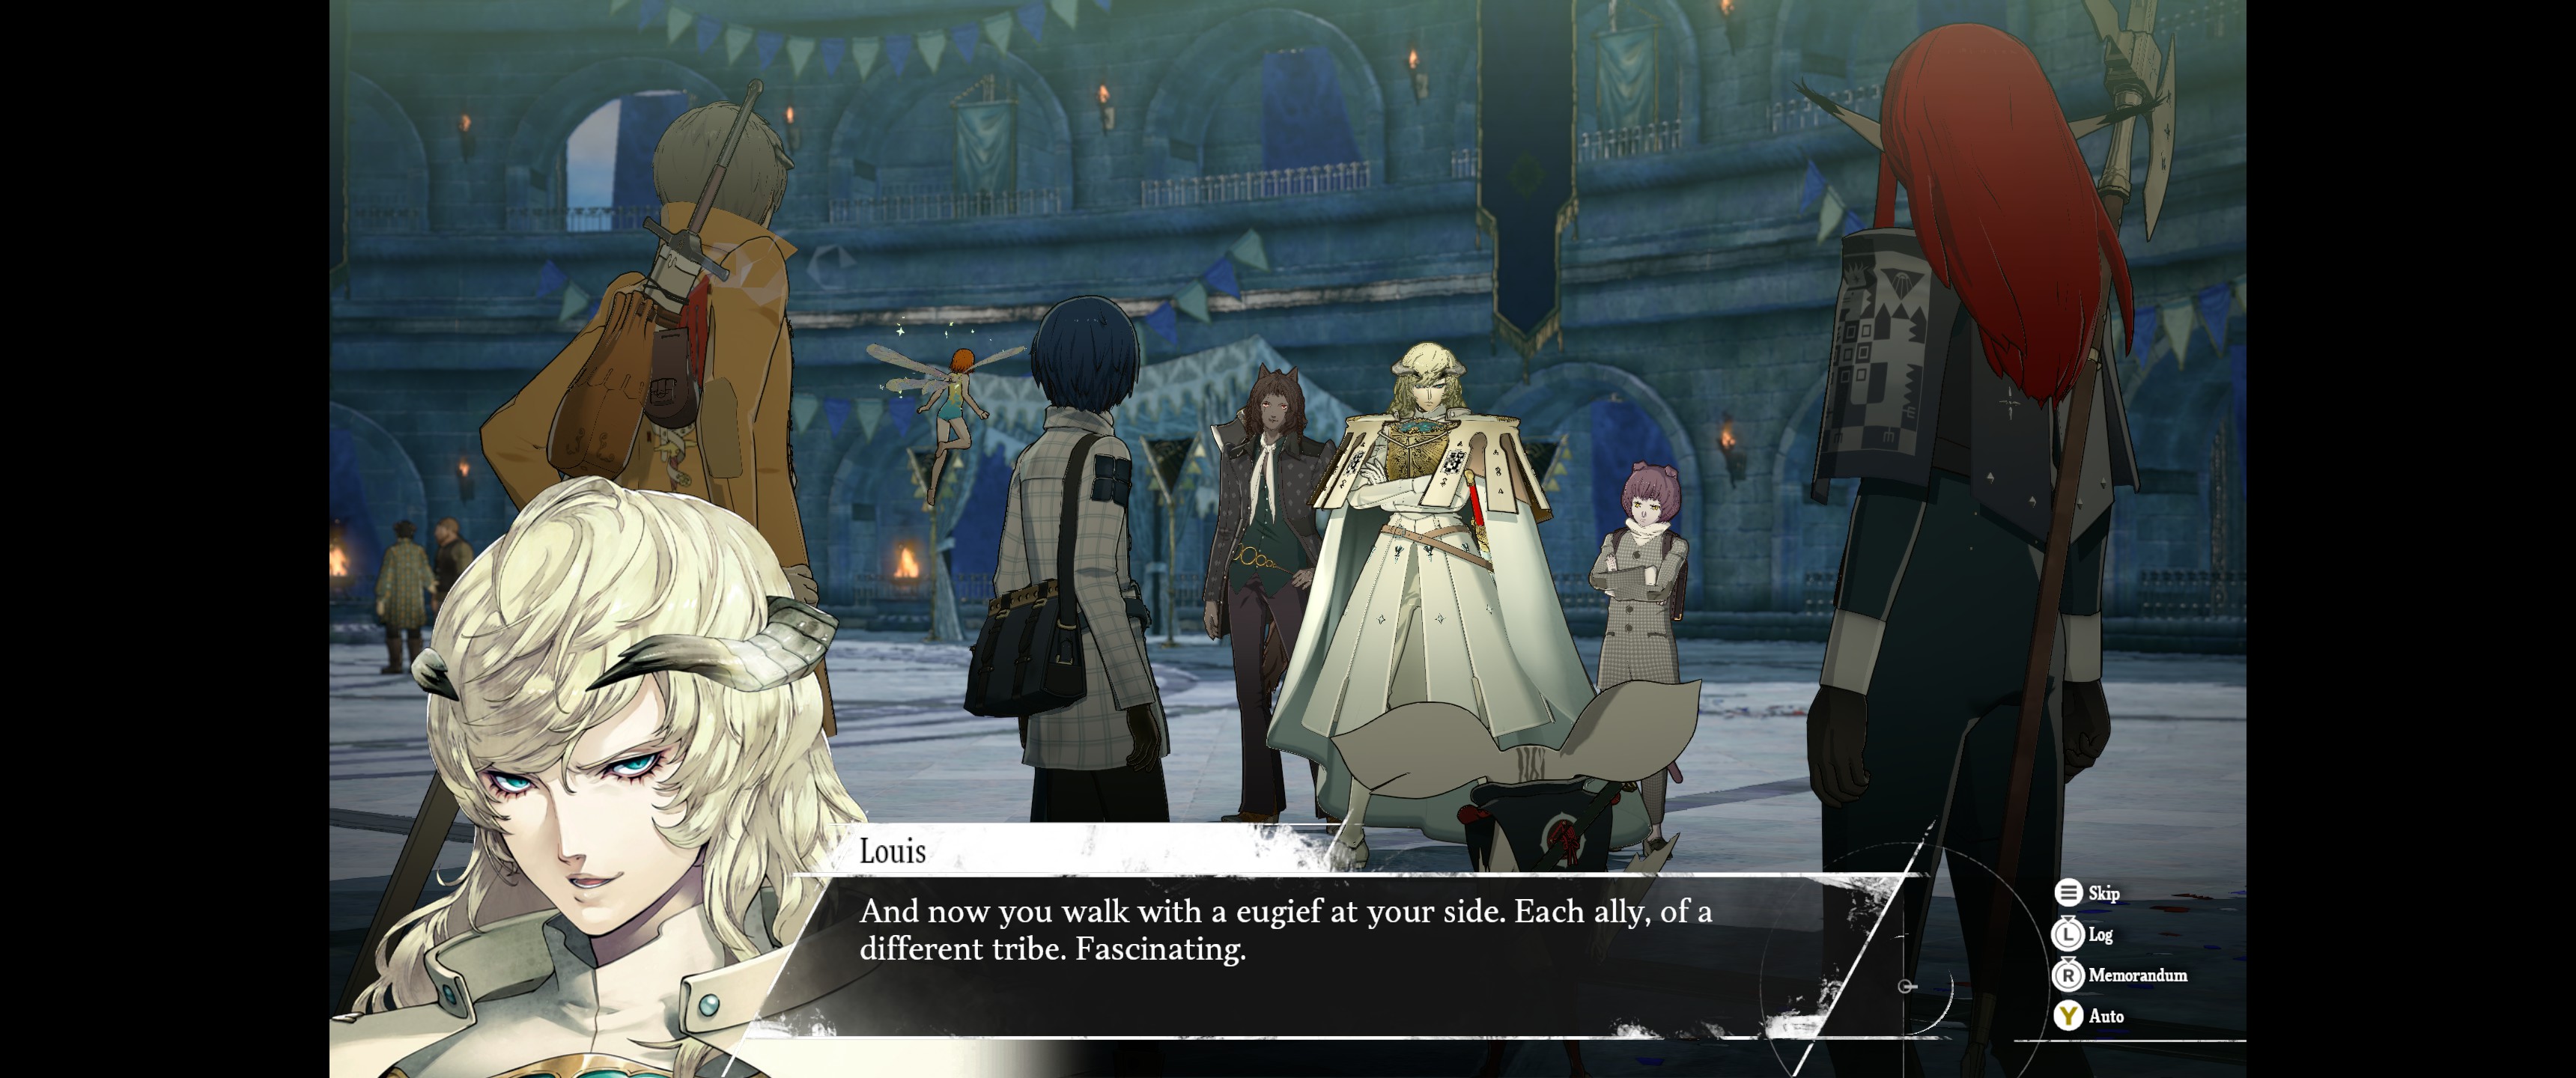 Louis
And now you walk with a eugief at your side. Each ally, of a
different tribe. Fascinating.
Skip
L Log
R Memorandum
Y Auto